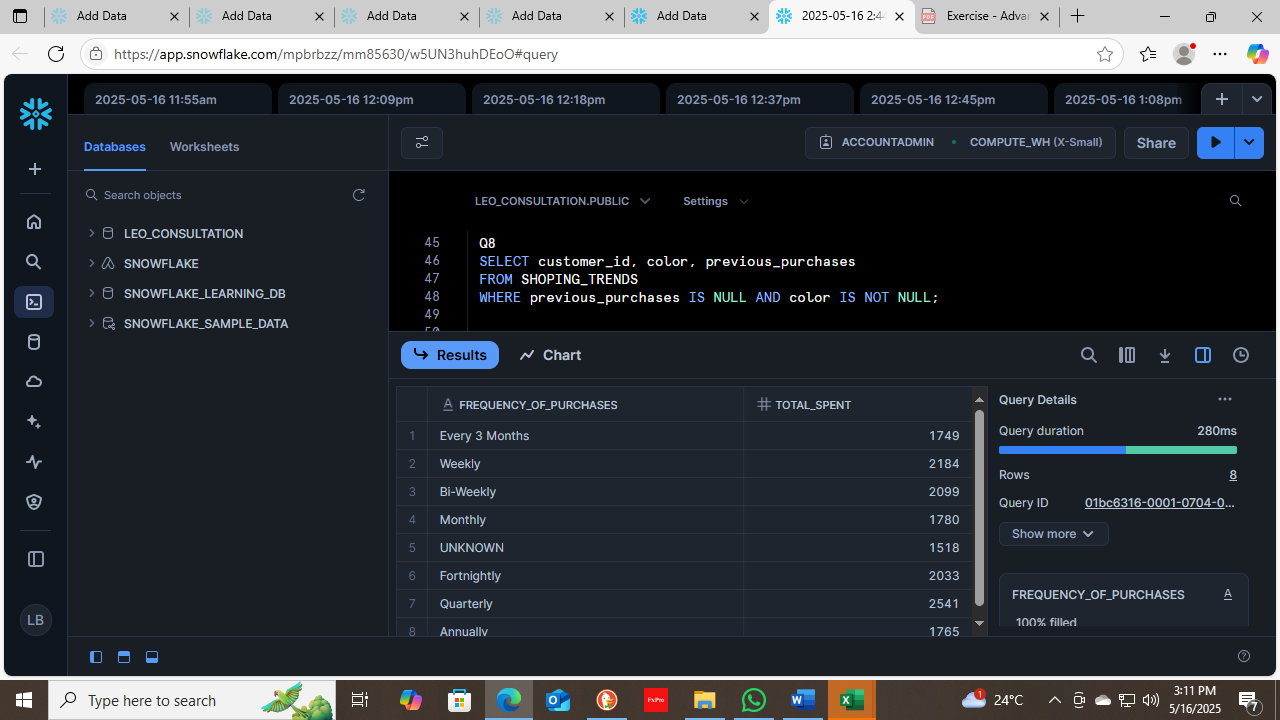 Add Data
Add Data
Add Data
Add Data
Add Data
2025-05-16 2:44
Exercise - Advan
https://app.snowflake.com/mpbrbzz/mm85630/w5UN3huhDEoO#query
2025-05-16 11:55am
2025-05-16 12:09pm
2025-05-16 12:18pm
2025-05-16 12:37pm
2025-05-16 12:45pm
2025-05-16 1:08pm
Databases
Worksheets
ACCOUNTADMIN
COMPUTE_WH (X-Small)
Share
Search objects
LEO_CONSULTATION
SNOWFLAKE
SNOWFLAKE_LEARNING_DB
SNOWFLAKE_SAMPLE_DATA
LB
LEO_CONSULTATION.PUBLIC
Settings
45 Q8
46 SELECT customer_id, color, previous_purchases
47 FROM SHOPING_TRENDS
48 WHERE previous_purchases IS NULL AND color IS NOT NULL;
49
50
Results
Chart
FREQUENCY_OF_PURCHASES TOTAL_SPENT
1 Every 3 Months 1749
2 Weekly 2184
3 Bi-Weekly 2099
4 Monthly 1780
5 UNKNOWN 1518
6 Fortnightly 2033
7 Quarterly 2541
8 Annually 1765
Query Details
Query duration 280ms
Rows 8
Query ID 01bc6316-0001-0704-0...
Show more
FREQUENCY_OF_PURCHASES
100% filled
Type here to search
FxPro
1
24°C
3:11 PM
5/16/2025
7